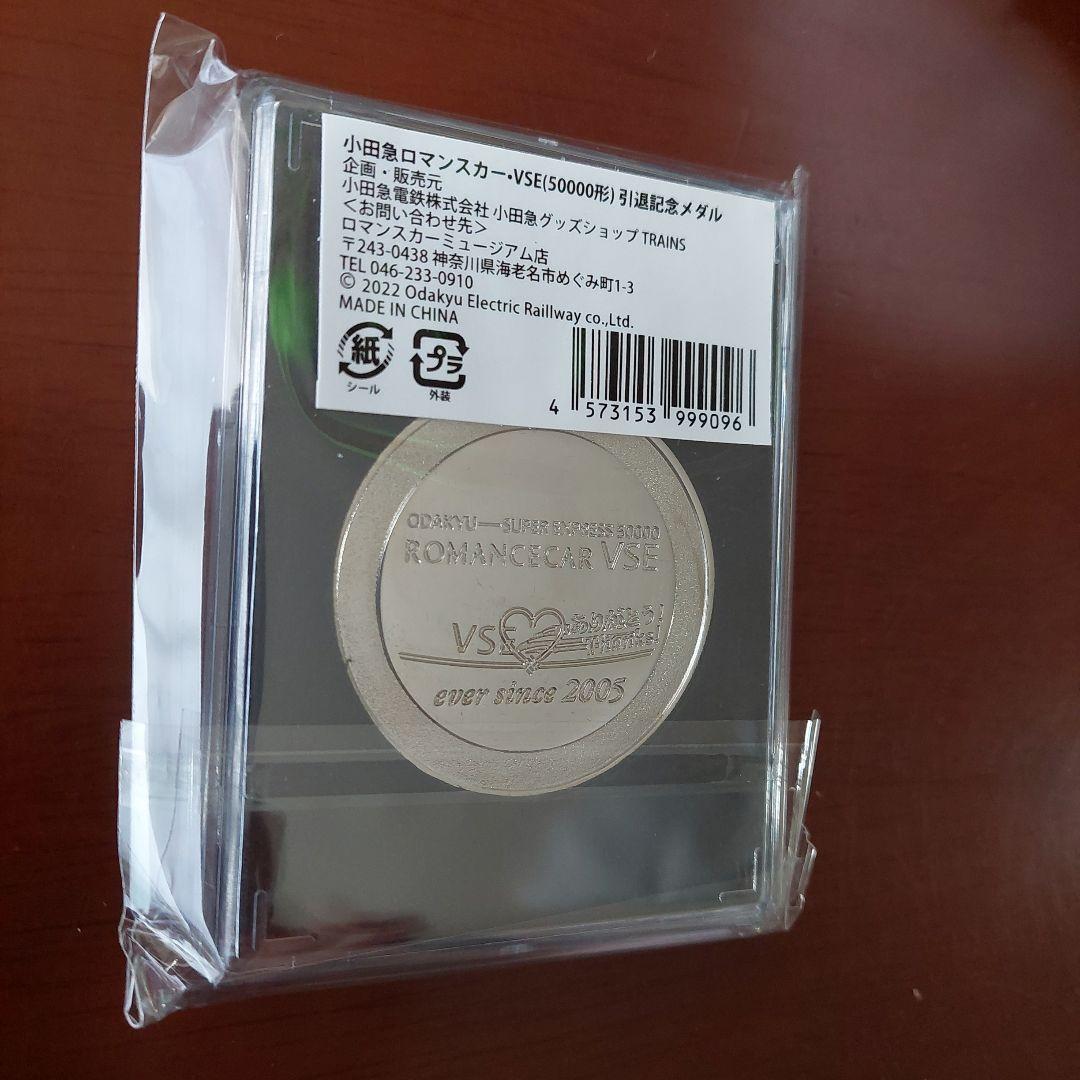 小田急ロマンスカー・VSE(50000形) 引退記念メダル
企画・販売元
小田急電鉄株式会社 小田急グッズショップ TRAINS
＜お問い合わせ先＞
ロマンスカーミュージアム店
〒243-0438 神奈川県海老名市めぐみ町1-3
TEL 046-233-0910
© 2022 Odakyu Electric Raillway co.,Ltd.
MADE IN CHINA
紙
シール
プラ
外装
4 573153 999096
ODAKYU—SUPER EXPRESS 50000
ROMANCECAR VSE
VSE
ありがとう!
Thanks!
ever since 2005